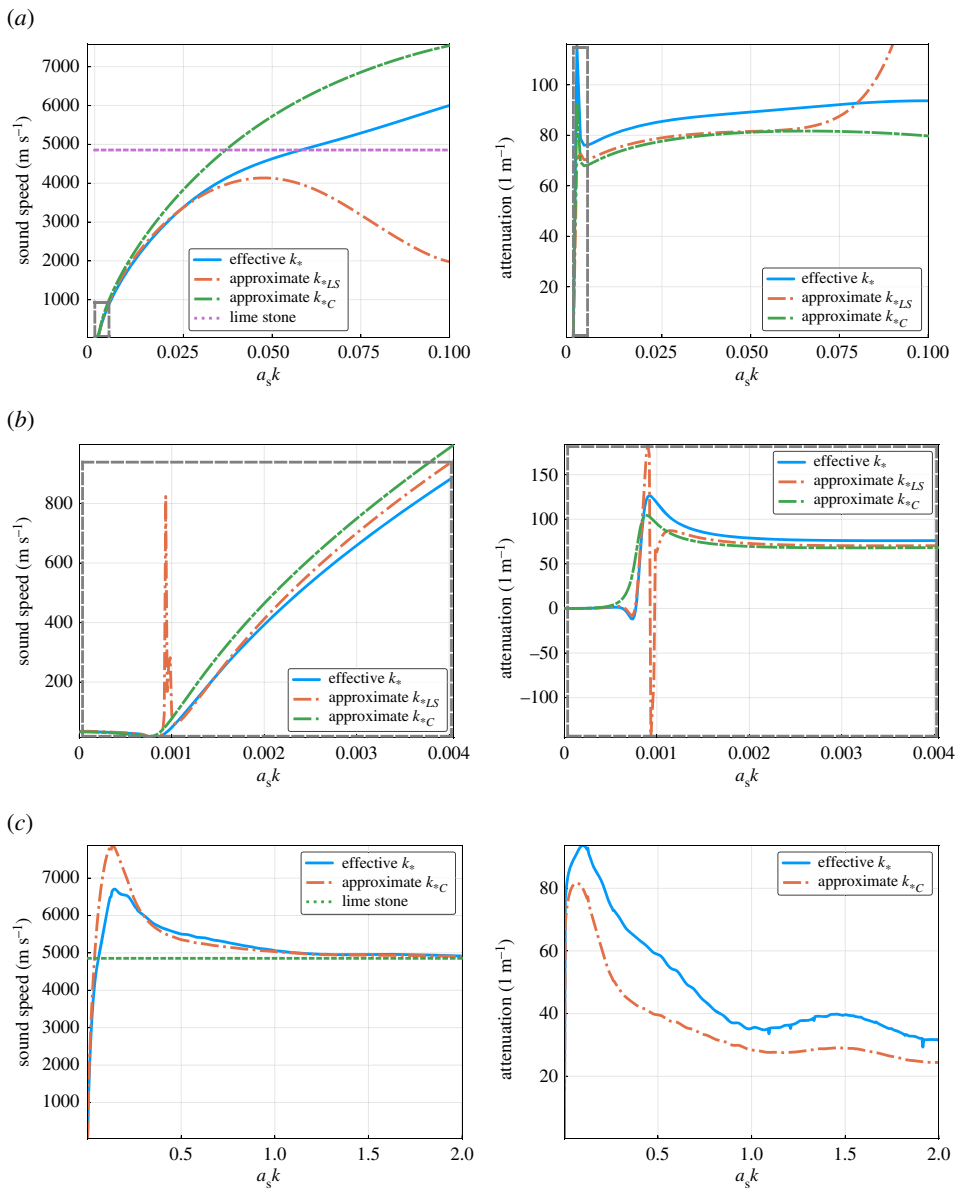 (a)
7000
6000
5000
4000
3000
2000
1000
0
0.025
0.050
0.075
0.100
sound speed (m s⁻¹)
aₛk
effective k*
approximate k*LS
approximate k*C
lime stone
100
80
60
40
20
0
0.025
0.050
0.075
0.100
attenuation (1 m⁻¹)
aₛk
effective k*
approximate k*LS
approximate k*C
(b)
800
600
400
200
0
0.001
0.002
0.003
0.004
sound speed (m s⁻¹)
aₛk
effective k*
approximate k*LS
approximate k*C
150
100
50
0
−50
−100
0
0.001
0.002
0.003
0.004
attenuation (1 m⁻¹)
aₛk
effective k*
approximate k*LS
approximate k*C
(c)
7000
6000
5000
4000
3000
2000
1000
0.5
1.0
1.5
2.0
sound speed (m s⁻¹)
aₛk
effective k*
approximate k*C
lime stone
80
60
40
20
0.5
1.0
1.5
2.0
attenuation (1 m⁻¹)
aₛk
effective k*
approximate k*C